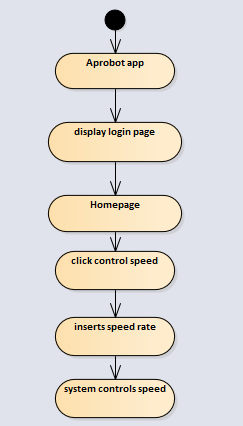 Aprobot app
display login page
Homepage
click control speed
inserts speed rate
system controls speed